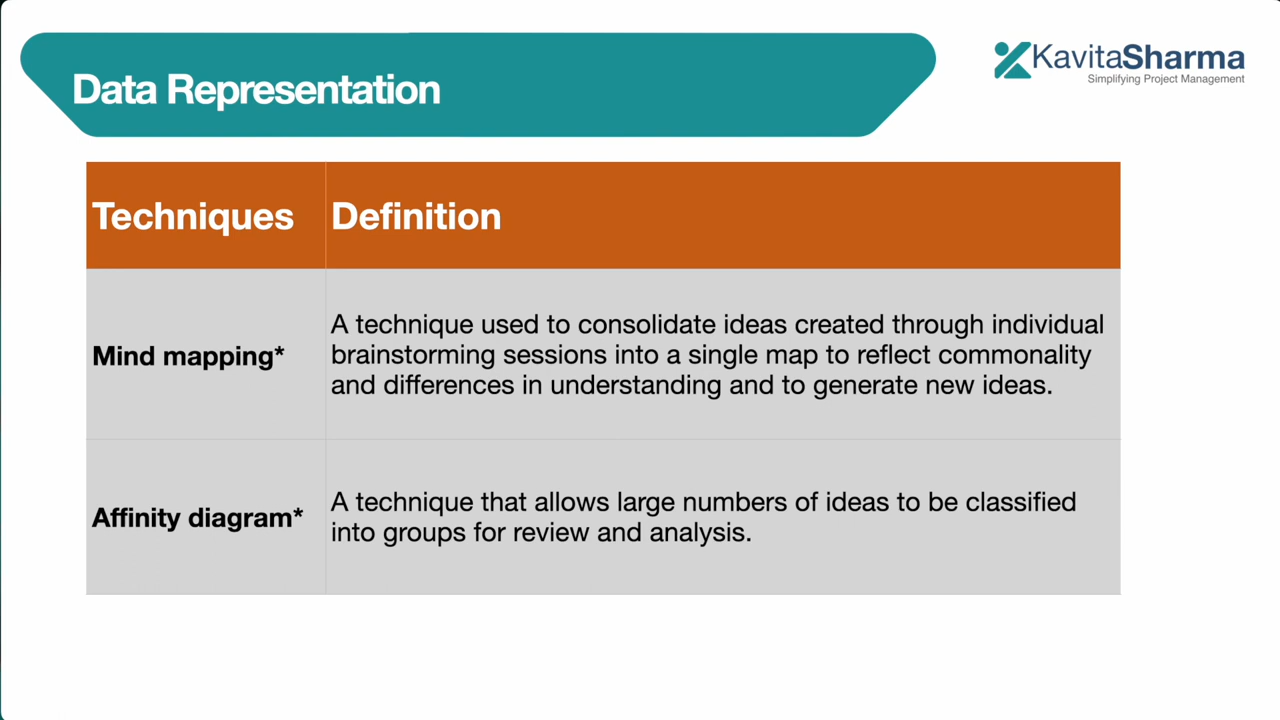 Data Representation
KavitaSharma
Simplifying Project Management
Techniques
Definition
Mind mapping*
A technique used to consolidate ideas created through individual
brainstorming sessions into a single map to reflect commonality
and differences in understanding and to generate new ideas.
Affinity diagram*
A technique that allows large numbers of ideas to be classified
into groups for review and analysis.